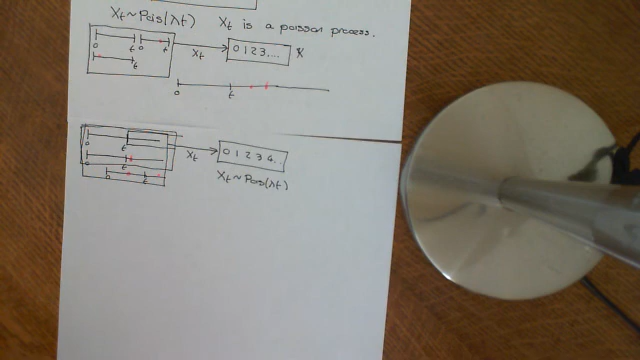 Xt~Pois(λt) Xt is a poisson process.
0 t 0 t Xt 0 1 2 3 ... X
t
0 t
0 t Xt 0 1 2 3 4 ..
0 t
0 t Xt~Pois(λt)